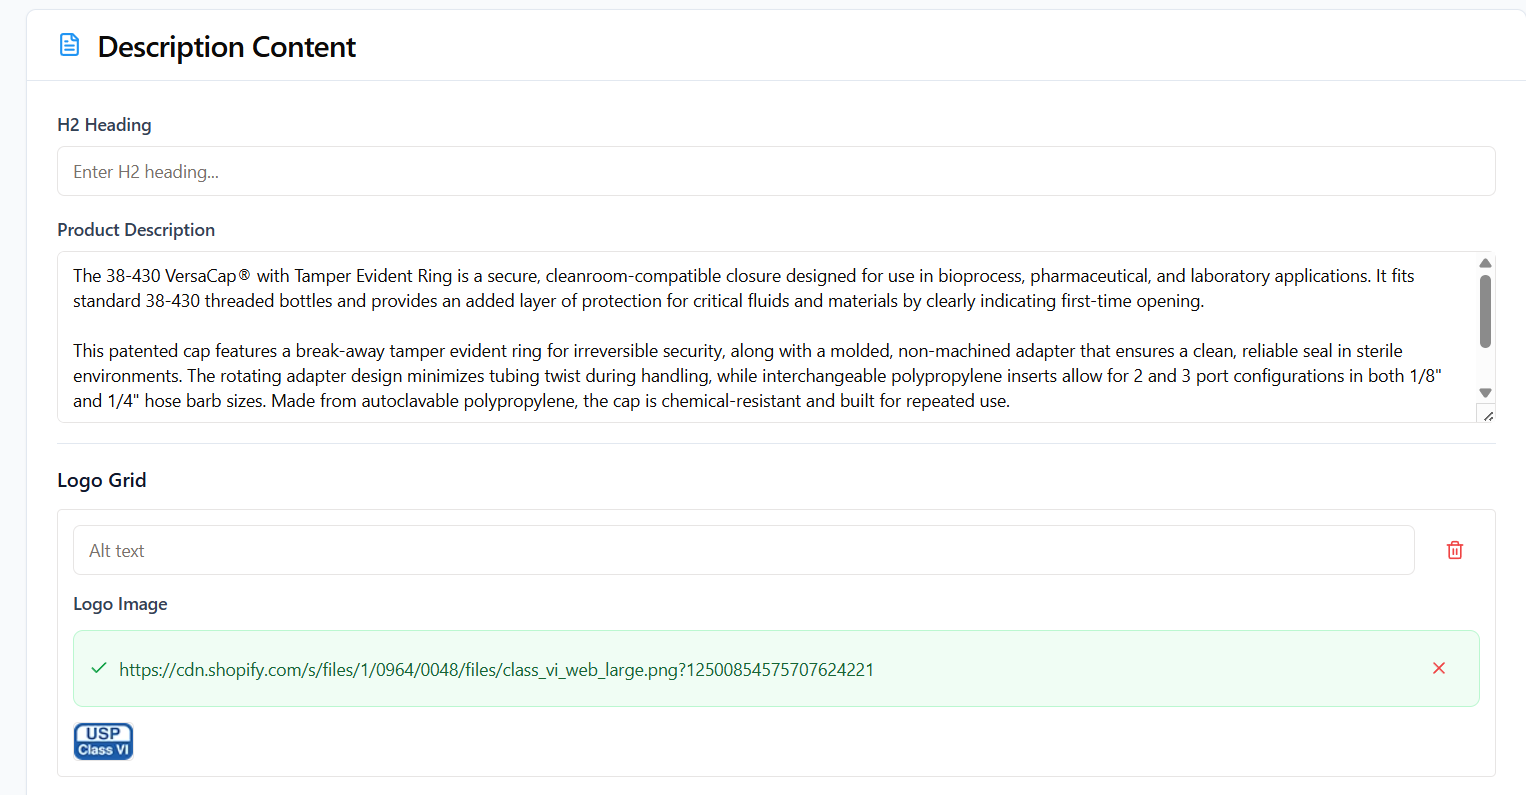 Description Content
H2 Heading
Enter H2 heading...
Product Description
The 38-430 VersaCap® with Tamper Evident Ring is a secure, cleanroom-compatible closure designed for use in bioprocess, pharmaceutical, and laboratory applications. It fits
standard 38-430 threaded bottles and provides an added layer of protection for critical fluids and materials by clearly indicating first-time opening.
This patented cap features a break-away tamper evident ring for irreversible security, along with a molded, non-machined adapter that ensures a clean, reliable seal in sterile
environments. The rotating adapter design minimizes tubing twist during handling, while interchangeable polypropylene inserts allow for 2 and 3 port configurations in both 1/8"
and 1/4" hose barb sizes. Made from autoclavable polypropylene, the cap is chemical-resistant and built for repeated use.
Logo Grid
Alt text
Logo Image
https://cdn.shopify.com/s/files/1/0964/0048/files/class_vi_web_large.png?12500854575707624221
USP
Class VI